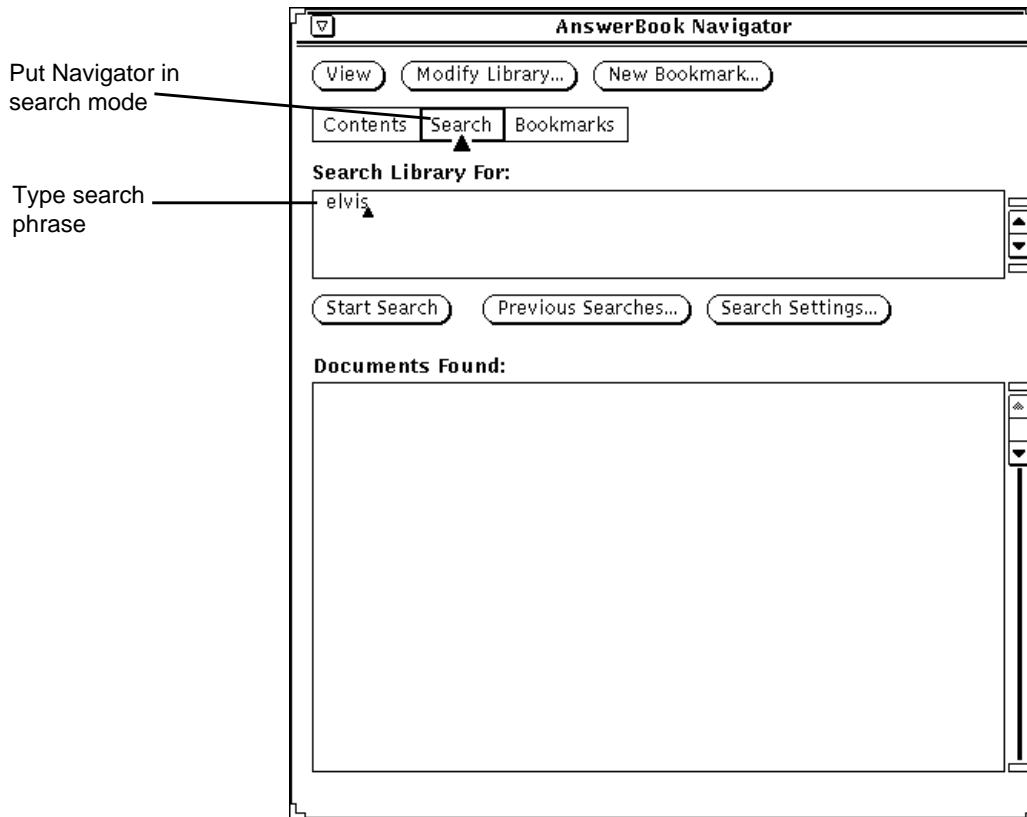 AnswerBook Navigator
View Modify Library... New Bookmark...
Put Navigator in
search mode
Contents Search Bookmarks
Search Library For:
Type search
phrase
elvis
Start Search Previous Searches... Search Settings...
Documents Found: